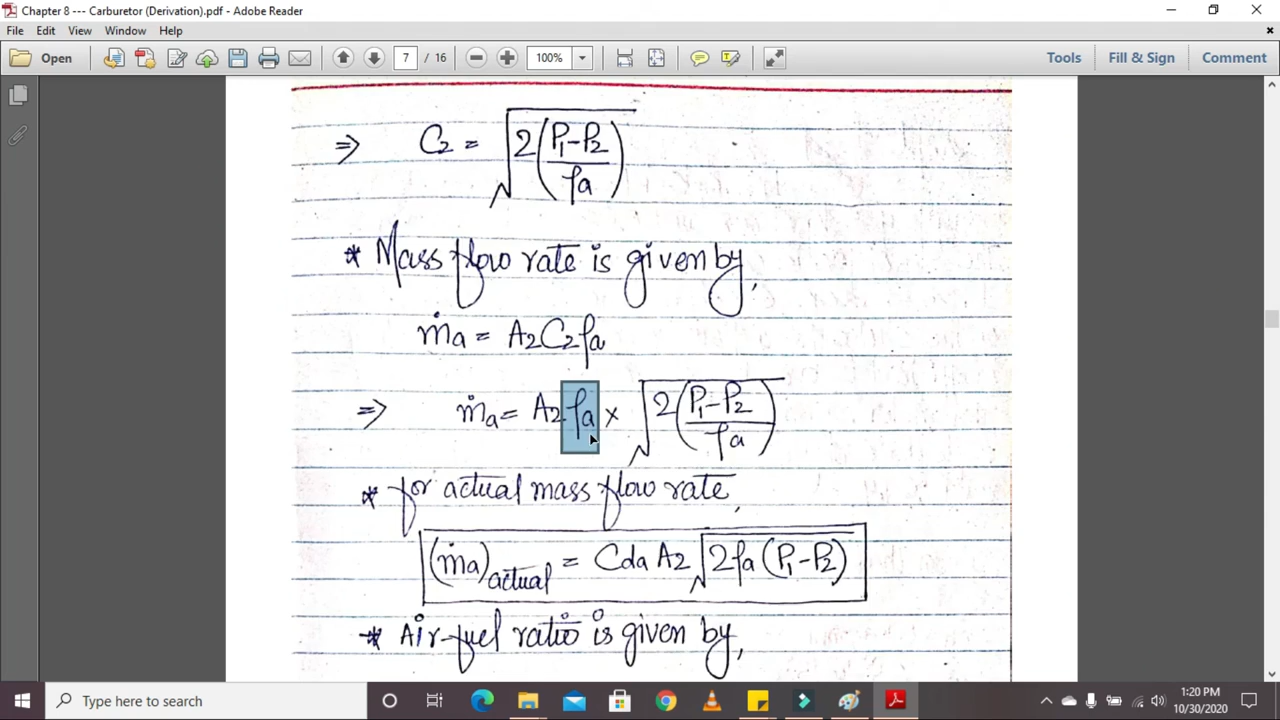 Chapter 8 --- Carburetor (Derivation).pdf - Adobe Reader
File Edit View Window Help
Open 7 / 16 100% Tools Fill & Sign Comment
⇒ C₂ = √(2((P₁-P₂)/ρa))
* Mass flow rate is given by,
ṁa = A₂C₂ρa
⇒ ṁa = A₂ρa × √(2((P₁-P₂)/ρa))
* for actual mass flow rate,
(ṁa)actual = Cda A₂ √(2ρa(P₁-P₂))
* Air-fuel ratio is given by,
Type here to search
1:20 PM
10/30/2020